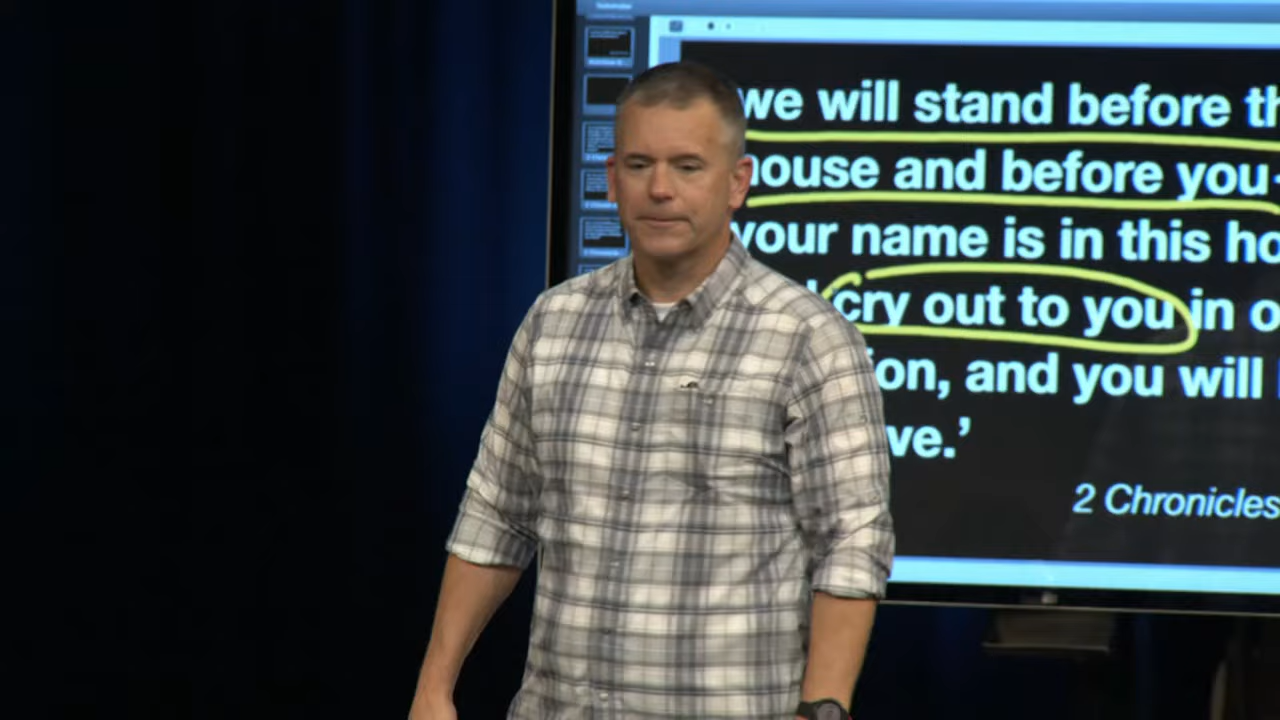 we will stand before th
house and before you-
your name is in this ho
cry out to you in o
ion, and you will
ve.’
2 Chronicles